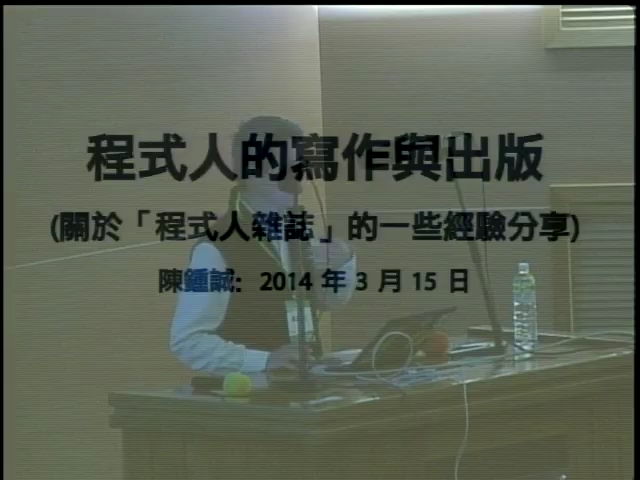 程式人的寫作與出版
(關於「程式人雜誌」的一些經驗分享)
陳鍾誠: 2014 年 3 月 15 日